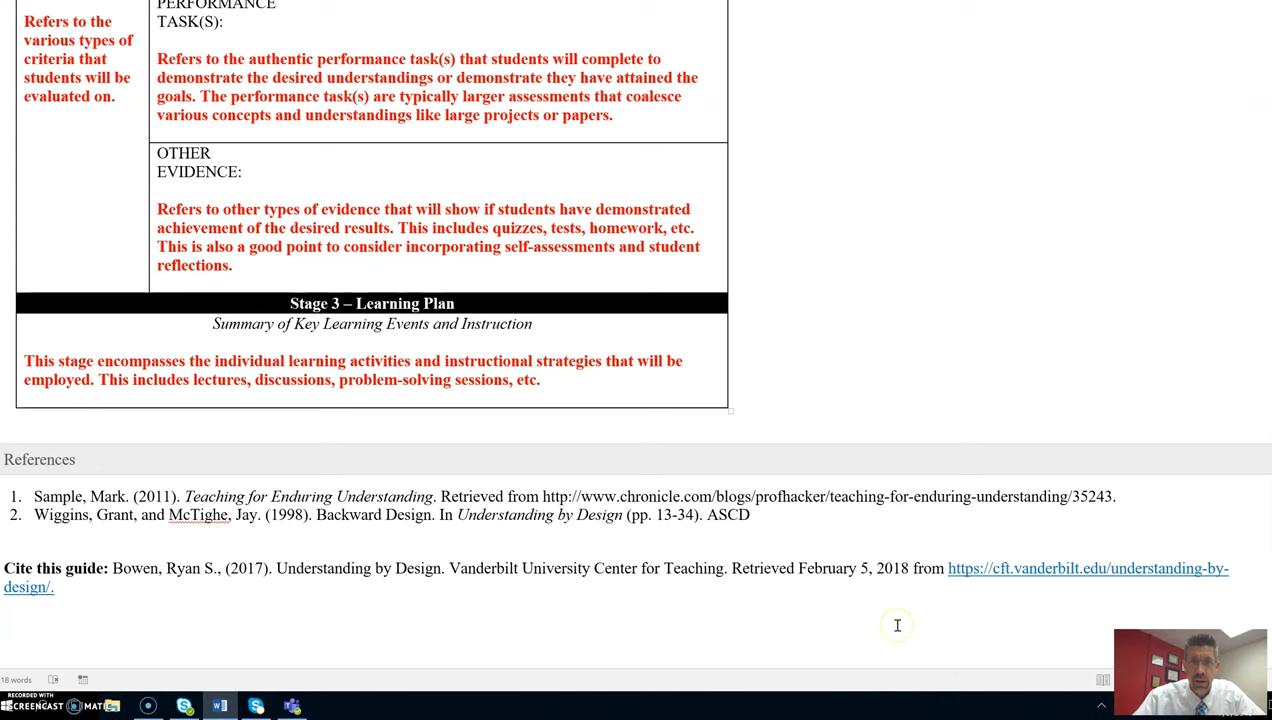 PERFORMANCE
TASK(S):
Refers to the
various types of
criteria that
students will be
evaluated on.
Refers to the authentic performance task(s) that students will complete to
demonstrate the desired understandings or demonstrate they have attained the
goals. The performance task(s) are typically larger assessments that coalesce
various concepts and understandings like large projects or papers.
OTHER
EVIDENCE:
Refers to other types of evidence that will show if students have demonstrated
achievement of the desired results. This includes quizzes, tests, homework, etc.
This is also a good point to consider incorporating self-assessments and student
reflections.
Stage 3 – Learning Plan
Summary of Key Learning Events and Instruction
This stage encompasses the individual learning activities and instructional strategies that will be
employed. This includes lectures, discussions, problem-solving sessions, etc.
References
1. Sample, Mark. (2011). Teaching for Enduring Understanding. Retrieved from http://www.chronicle.com/blogs/profhacker/teaching-for-enduring-understanding/35243.
2. Wiggins, Grant, and McTighe, Jay. (1998). Backward Design. In Understanding by Design (pp. 13-34). ASCD
Cite this guide: Bowen, Ryan S., (2017). Understanding by Design. Vanderbilt University Center for Teaching. Retrieved February 5, 2018 from https://cft.vanderbilt.edu/understanding-by-
design/.
18 words
RECORDED WITH
SCREENCAST MATIC